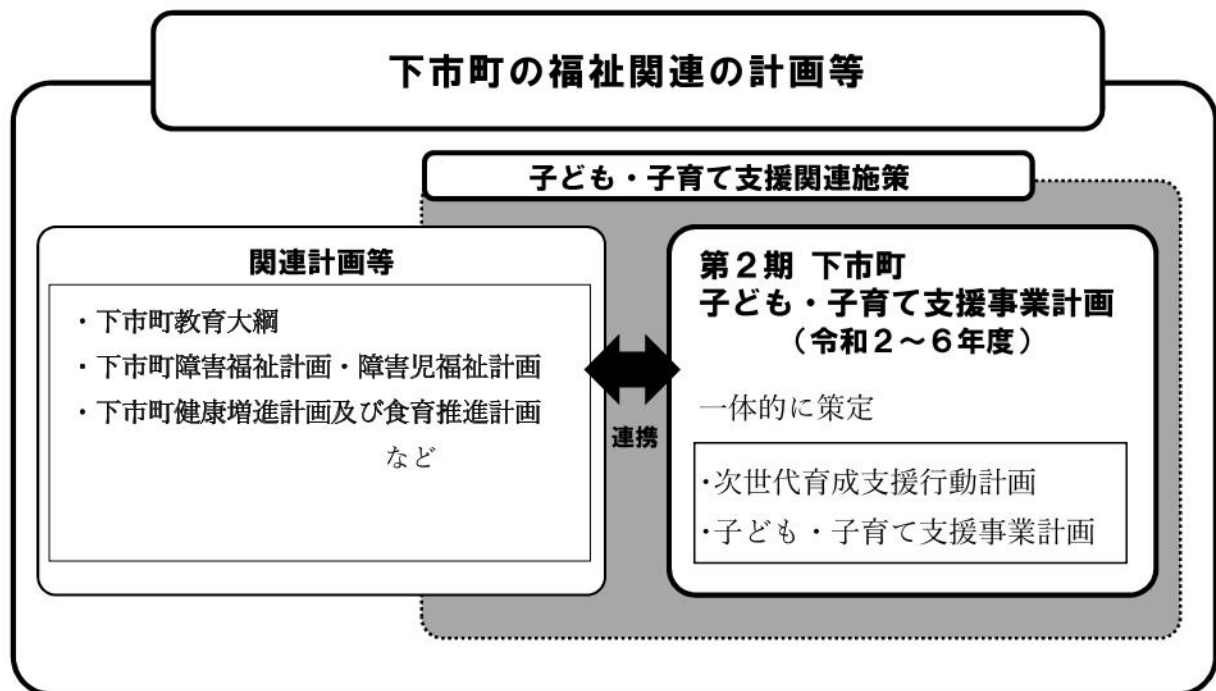 下市町の福祉関連の計画等
子ども・子育て支援関連施策
関連計画等
・下市町教育大綱
・下市町障害福祉計画・障害児福祉計画
・下市町健康増進計画及び食育推進計画
など
連携
第２期 下市町
子ども・子育て支援事業計画
（令和２～６年度）
一体的に策定
・次世代育成支援行動計画
・子ども・子育て支援事業計画